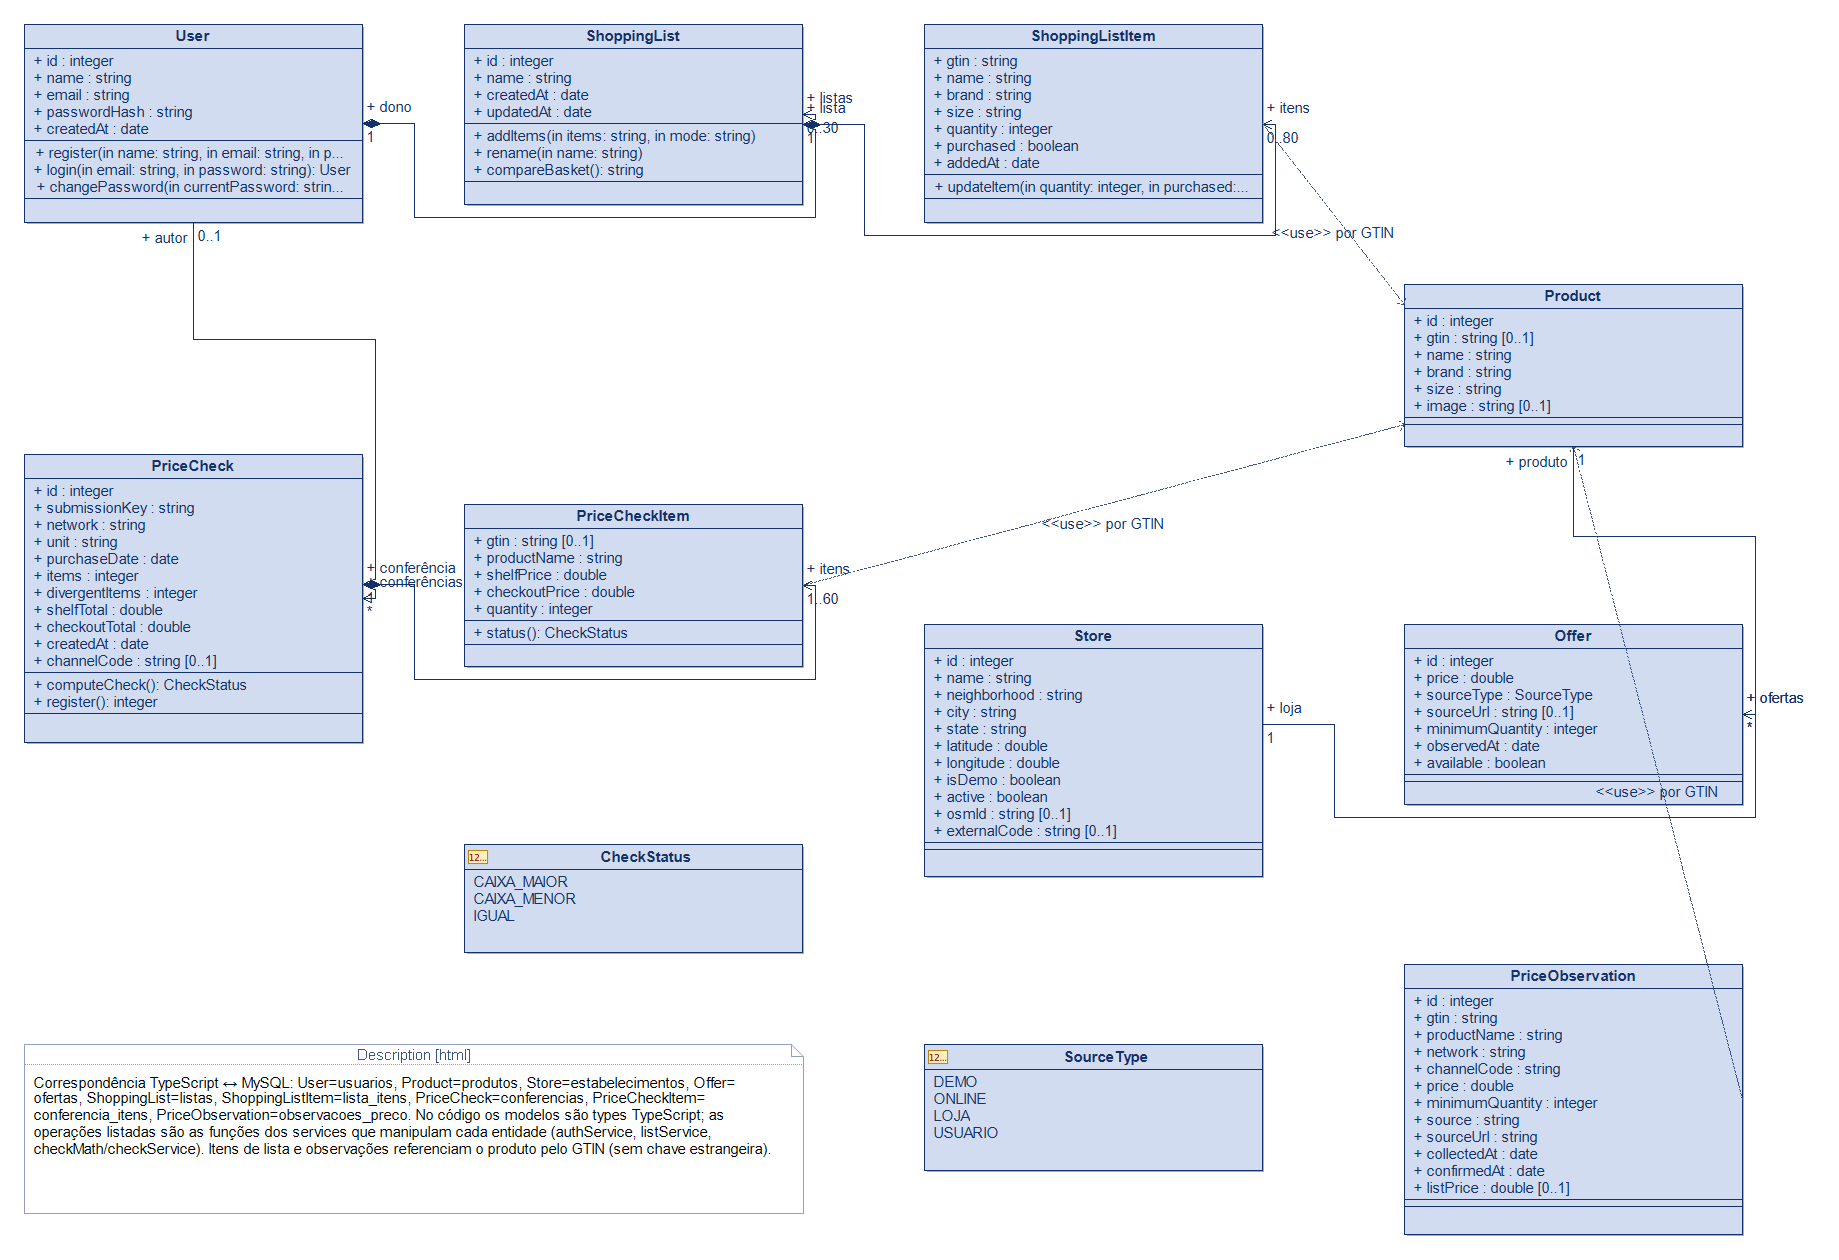 User
+ id : integer
+ name : string
+ email : string
+ passwordHash : string
+ createdAt : date
+ register(in name: string, in email: string, in p...
+ login(in email: string, in password: string): User
+ changePassword(in currentPassword: strin...
+ dono
1
+ autor
0..1
ShoppingList
+ id : integer
+ name : string
+ createdAt : date
+ updatedAt : date
+ addItems(in items: string, in mode: string)
+ rename(in name: string)
+ compareBasket(): string
+ listas
+ lista
0..30
1
ShoppingListItem
+ gtin : string
+ name : string
+ brand : string
+ size : string
+ quantity : integer
+ purchased : boolean
+ addedAt : date
+ updateItem(in quantity: integer, in purchased:...
+ itens
0..80
<<use>> por GTIN
Product
+ id : integer
+ gtin : string [0..1]
+ name : string
+ brand : string
+ size : string
+ image : string [0..1]
+ produto
1
PriceCheck
+ id : integer
+ submissionKey : string
+ network : string
+ unit : string
+ purchaseDate : date
+ items : integer
+ divergentItems : integer
+ shelfTotal : double
+ checkoutTotal : double
+ createdAt : date
+ channelCode : string [0..1]
+ computeCheck(): CheckStatus
+ register(): integer
+ conferência
+ conferências
1
*
PriceCheckItem
+ gtin : string [0..1]
+ productName : string
+ shelfPrice : double
+ checkoutPrice : double
+ quantity : integer
+ status(): CheckStatus
+ itens
1..60
<<use>> por GTIN
Store
+ id : integer
+ name : string
+ neighborhood : string
+ city : string
+ state : string
+ latitude : double
+ longitude : double
+ isDemo : boolean
+ active : boolean
+ osmId : string [0..1]
+ externalCode : string [0..1]
+ loja
1
Offer
+ id : integer
+ price : double
+ sourceType : SourceType
+ sourceUrl : string [0..1]
+ minimumQuantity : integer
+ observedAt : date
+ available : boolean
<<use>> por GTIN
+ ofertas
*
12...
CheckStatus
CAIXA_MAIOR
CAIXA_MENOR
IGUAL
PriceObservation
+ id : integer
+ gtin : string
+ productName : string
+ network : string
+ channelCode : string
+ price : double
+ minimumQuantity : integer
+ source : string
+ sourceUrl : string
+ collectedAt : date
+ confirmedAt : date
+ listPrice : double [0..1]
Description [html]
Correspondência TypeScript ↔ MySQL: User=usuarios, Product=produtos, Store=estabelecimentos, Offer=
ofertas, ShoppingList=listas, ShoppingListItem=lista_itens, PriceCheck=conferencias, PriceCheckItem=
conferencia_itens, PriceObservation=observacoes_preco. No código os modelos são types TypeScript; as
operações listadas são as funções dos services que manipulam cada entidade (authService, listService,
checkMath/checkService). Itens de lista e observações referenciam o produto pelo GTIN (sem chave estrangeira).
12...
SourceType
DEMO
ONLINE
LOJA
USUARIO